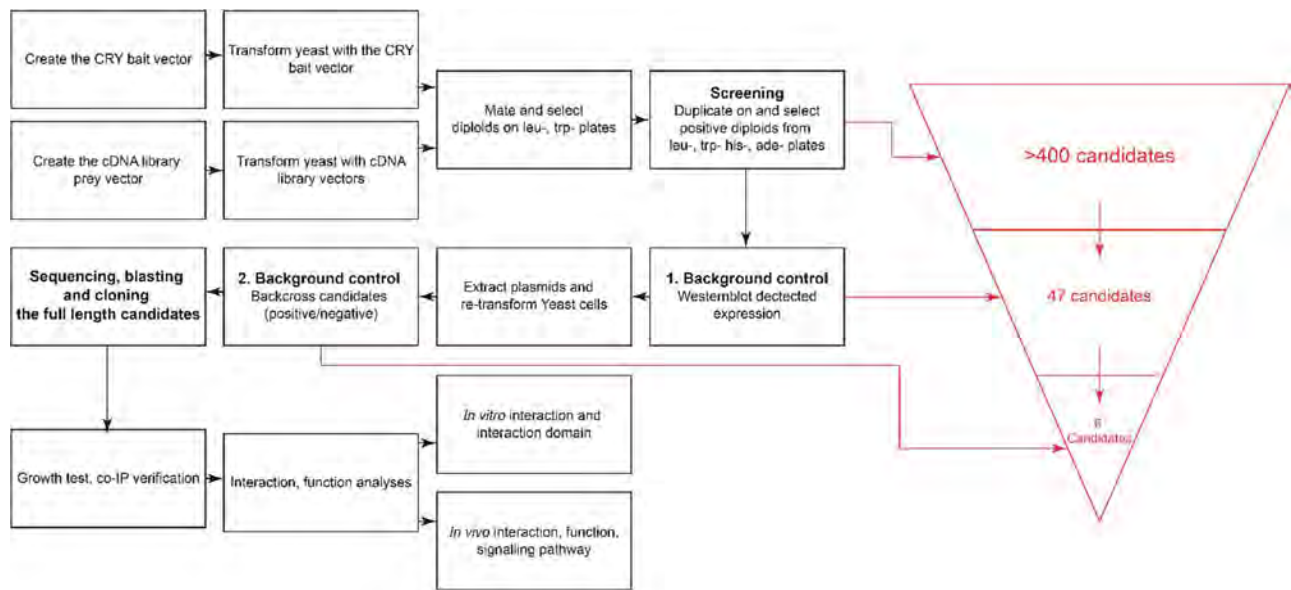 Create the CRY bait vector
Transform yeast with the CRY
bait vector
Create the cDNA library
prey vector
Transform yeast with cDNA
library vectors
Mate and select
diploids on leu-, trp- plates
Screening
Duplicate on and select
positive diploids from
leu-, trp- his-, ade- plates
>400 candidates
Sequencing, blasting
and cloning
the full length candidates
2. Background control
Backcross candidates
(positive/negative)
Extract plasmids and
re-transform Yeast cells
1. Background control
Westernblot dectected
expression
47 candidates
Candidates
Growth test, co-IP verification
Interaction, function analyses
In vitro interaction and
interaction domain
In vivo interaction, function,
signalling pathway